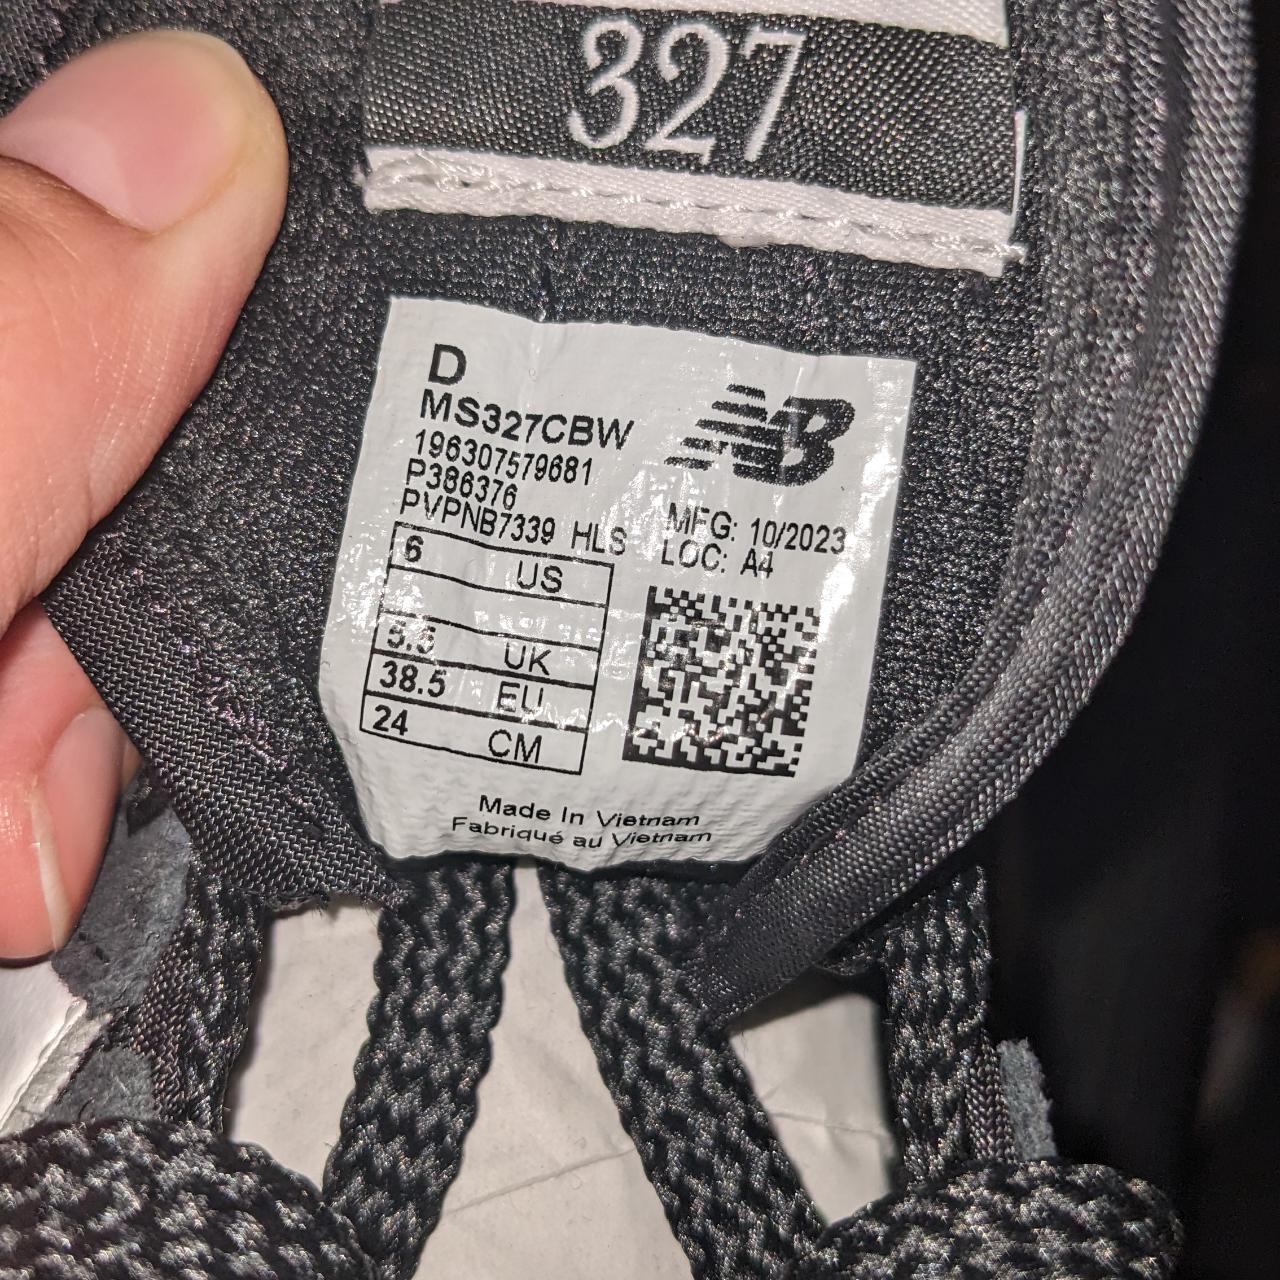 327
D
MS327CBW
196307579681
P386376
PVPNB7339 HLS
NB
MFG: 10/2023
LOC: A4
6 US
5.5 UK
38.5 EU
24 CM
Made In Vietnam
Fabriqué au Vietnam